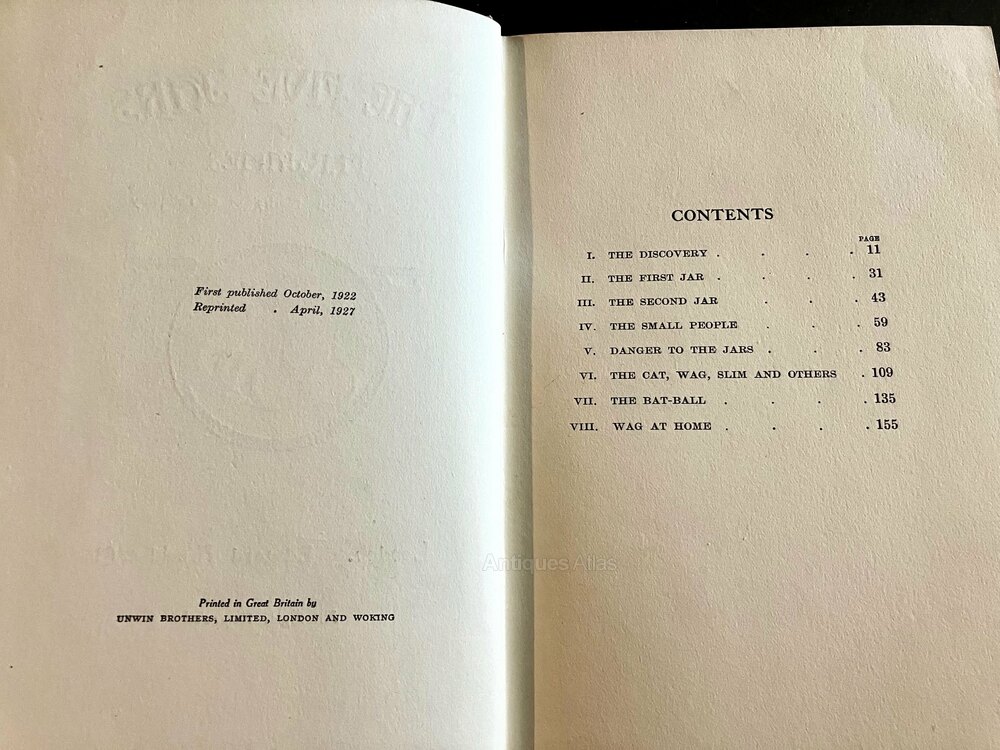 First published October, 1922
Reprinted . April, 1927
Printed in Great Britain by
UNWIN BROTHERS, LIMITED, LONDON AND WOKING
CONTENTS
PAGE
I. THE DISCOVERY . . . . 11
II. THE FIRST JAR . . . . 31
III. THE SECOND JAR . . . 43
IV. THE SMALL PEOPLE . . . 59
V. DANGER TO THE JARS . . . 83
VI. THE CAT, WAG, SLIM AND OTHERS . 109
VII. THE BAT-BALL . . . . 135
VIII. WAG AT HOME . . . . 155
Antiques Atlas